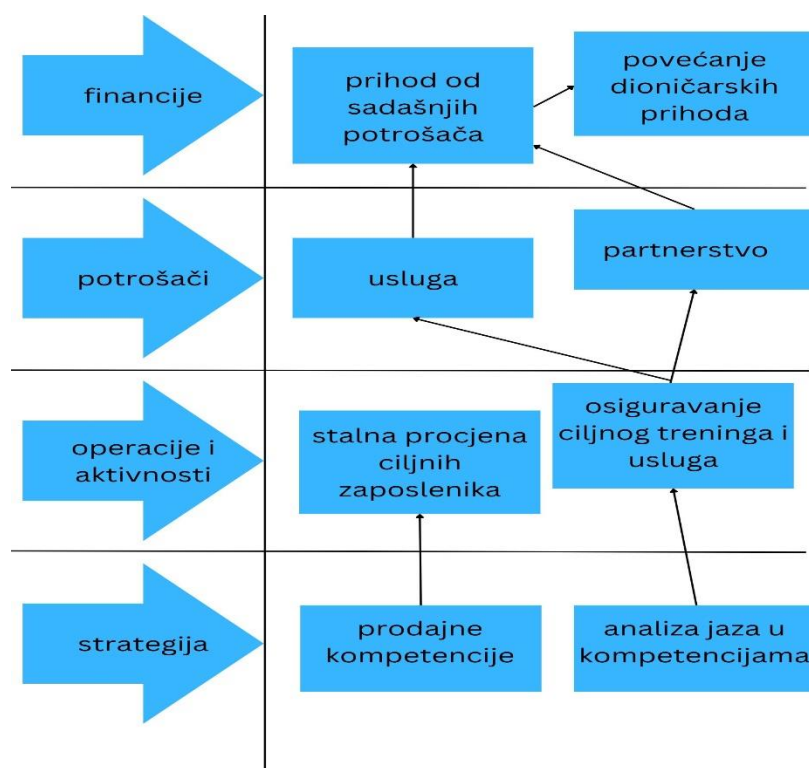 financije
prihod od
sadašnjih
potrošača
povećanje
dioničarskih
prihoda
potrošači
usluga
partnerstvo
operacije i
aktivnosti
stalna procjena
ciljnih
zaposlenika
osiguravanje
ciljnog treninga i
usluga
strategija
prodajne
kompetencije
analiza jaza u
kompetencijama